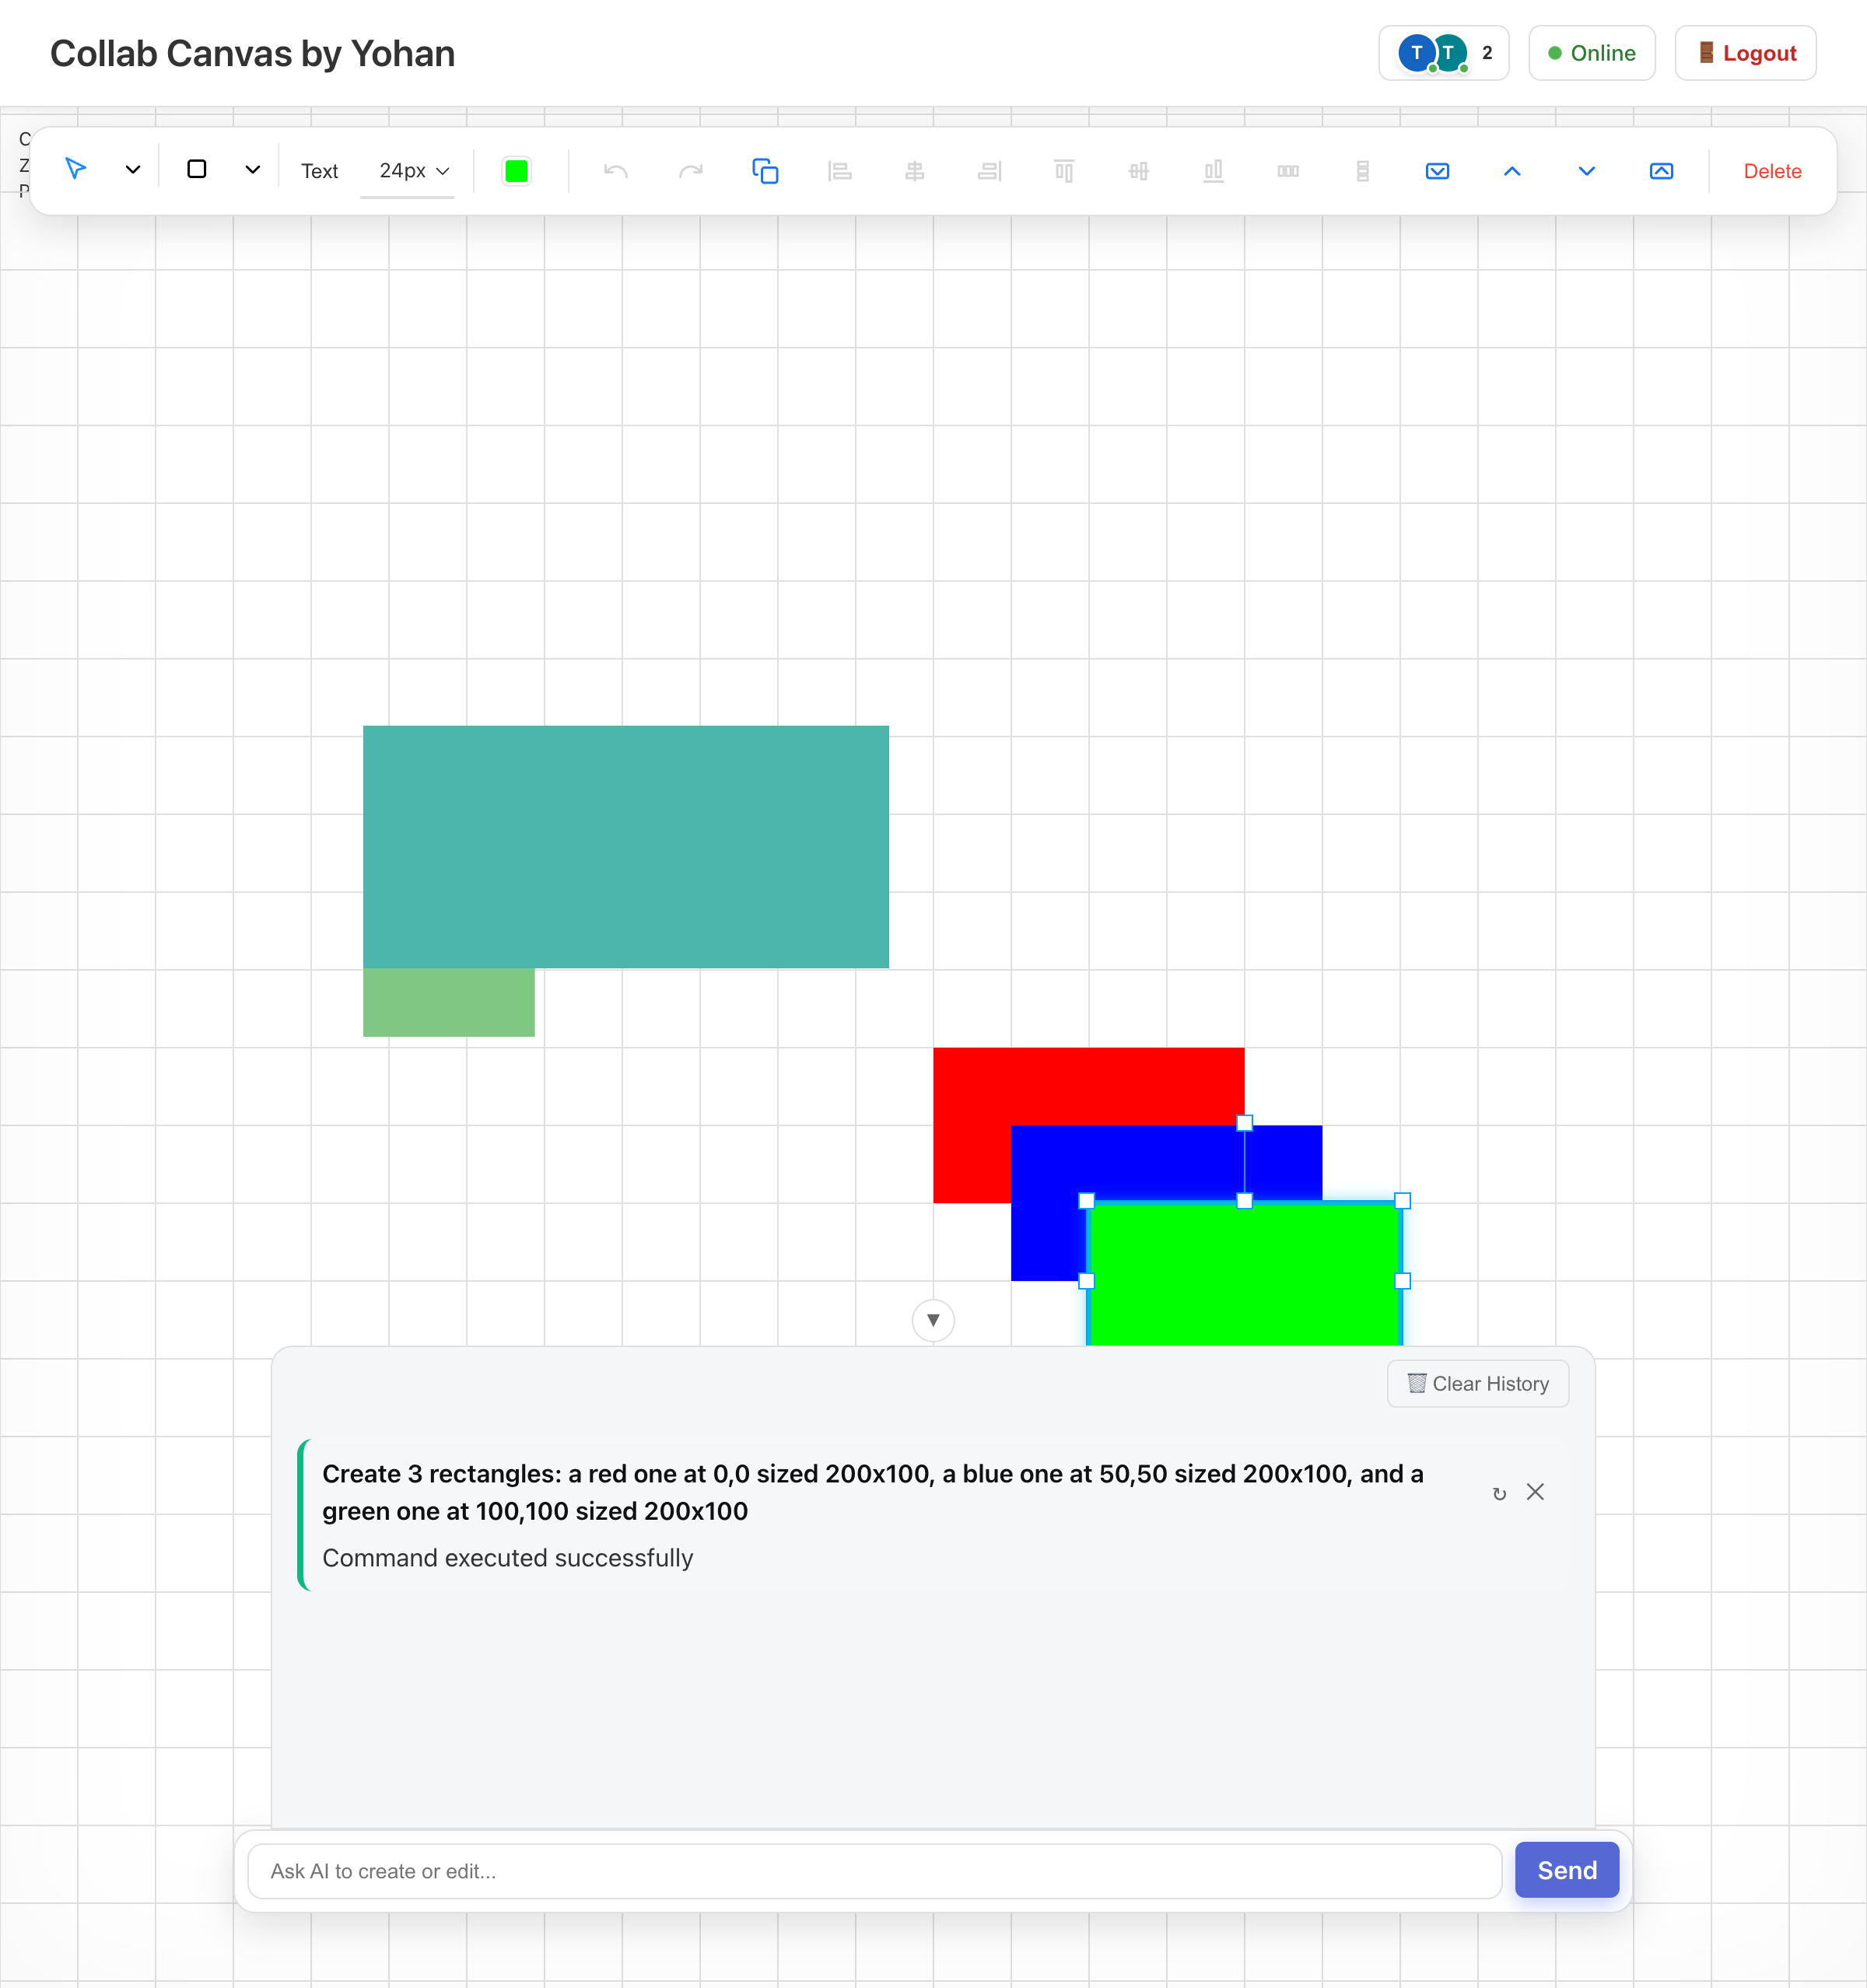 Collab Canvas by Yohan
T T 2
Online
Logout
C
Z
P
Text
24px
Delete
Clear History
Create 3 rectangles: a red one at 0,0 sized 200x100, a blue one at 50,50 sized 200x100, and a
green one at 100,100 sized 200x100
Command executed successfully
Ask AI to create or edit...
Send